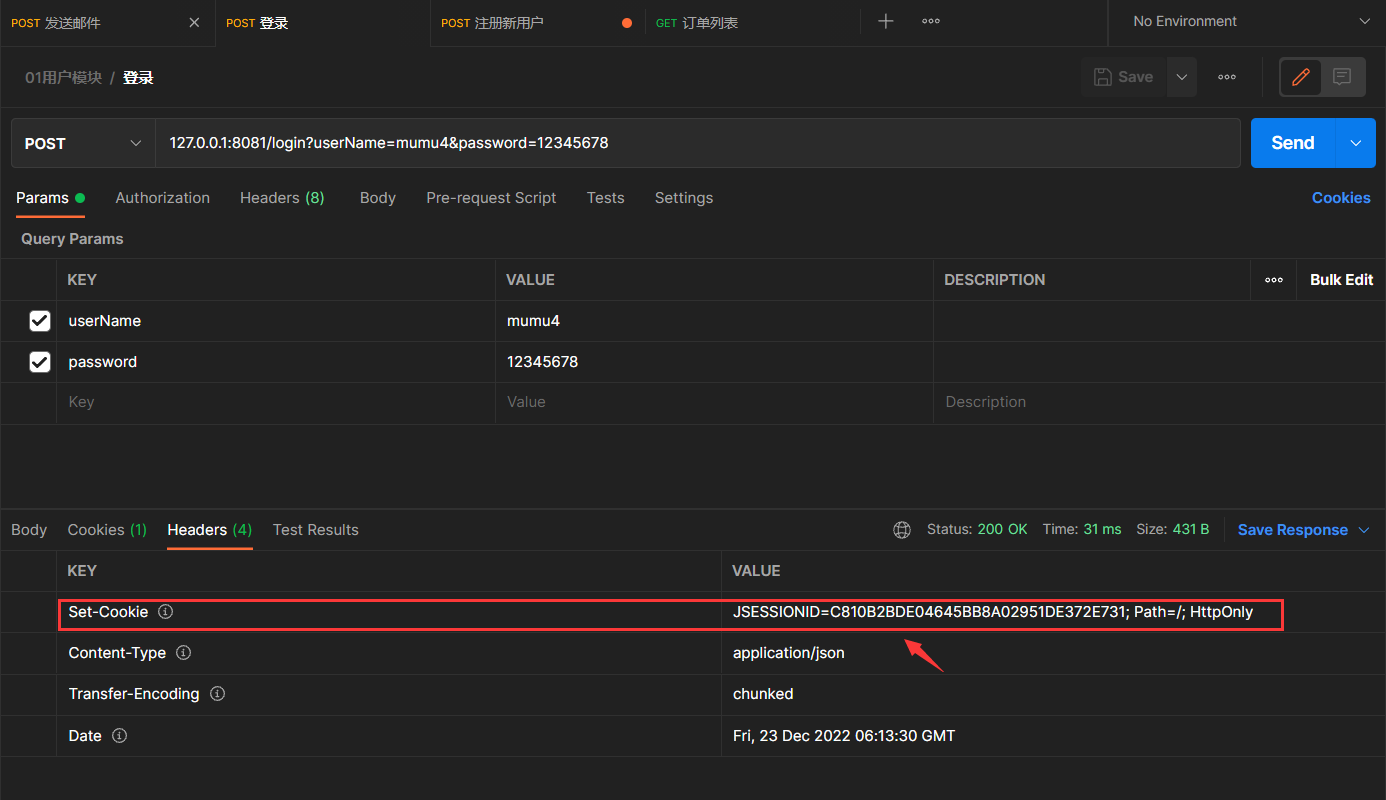 POST 发送邮件 POST 登录 POST 注册新用户 GET 订单列表 No Environment
01用户模块 / 登录 Save
POST 127.0.0.1:8081/login?userName=mumu4&password=12345678 Send
Params Authorization Headers (8) Body Pre-request Script Tests Settings Cookies
Query Params
KEY VALUE DESCRIPTION Bulk Edit
userName mumu4
password 12345678
Key Value Description
Body Cookies (1) Headers (4) Test Results Status: 200 OK Time: 31 ms Size: 431 B Save Response
KEY VALUE
Set-Cookie JSESSIONID=C810B2BDE04645BB8A02951DE372E731; Path=/; HttpOnly
Content-Type application/json
Transfer-Encoding chunked
Date Fri, 23 Dec 2022 06:13:30 GMT